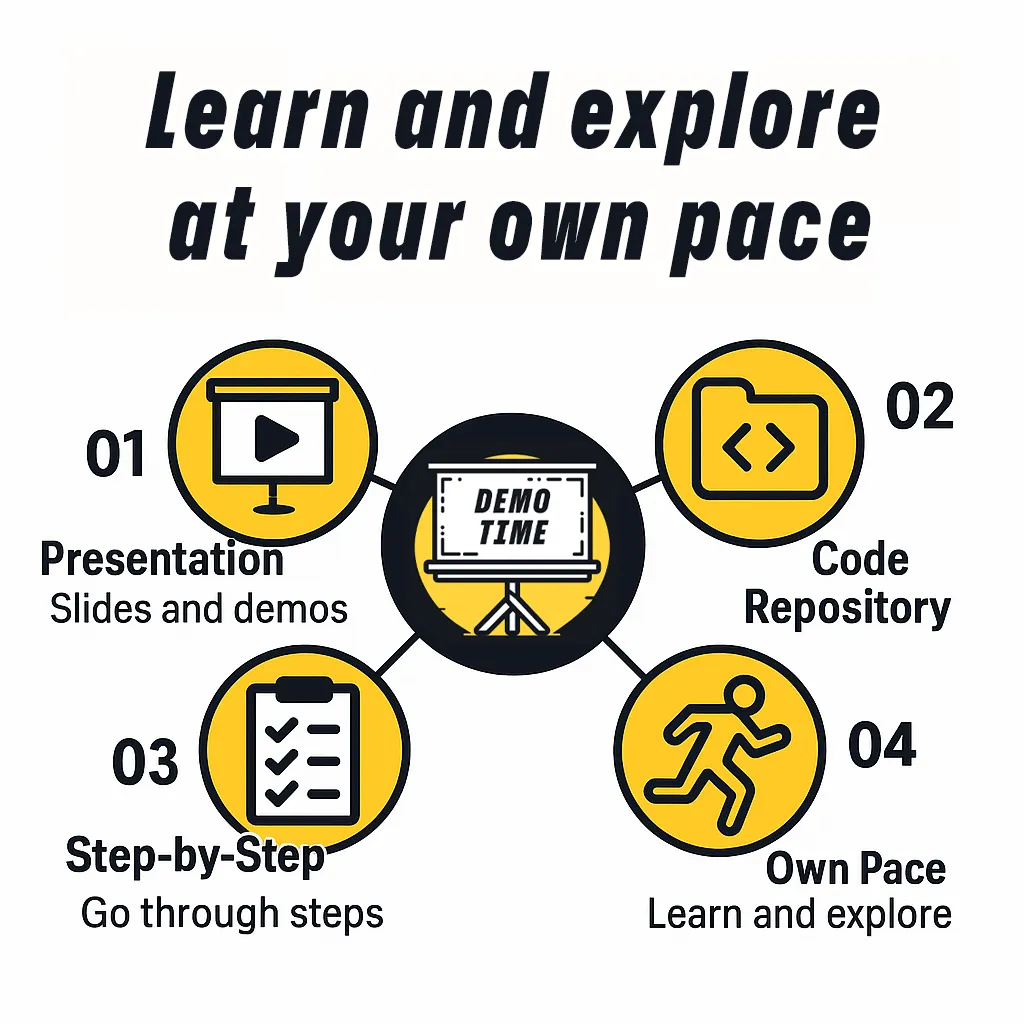 Learn and explore
at your own pace
01
Presentation
Slides and demos
02
Code
Repository
DEMO
TIME
03
Step-by-Step
Go through steps
04
Own Pace
Learn and explore